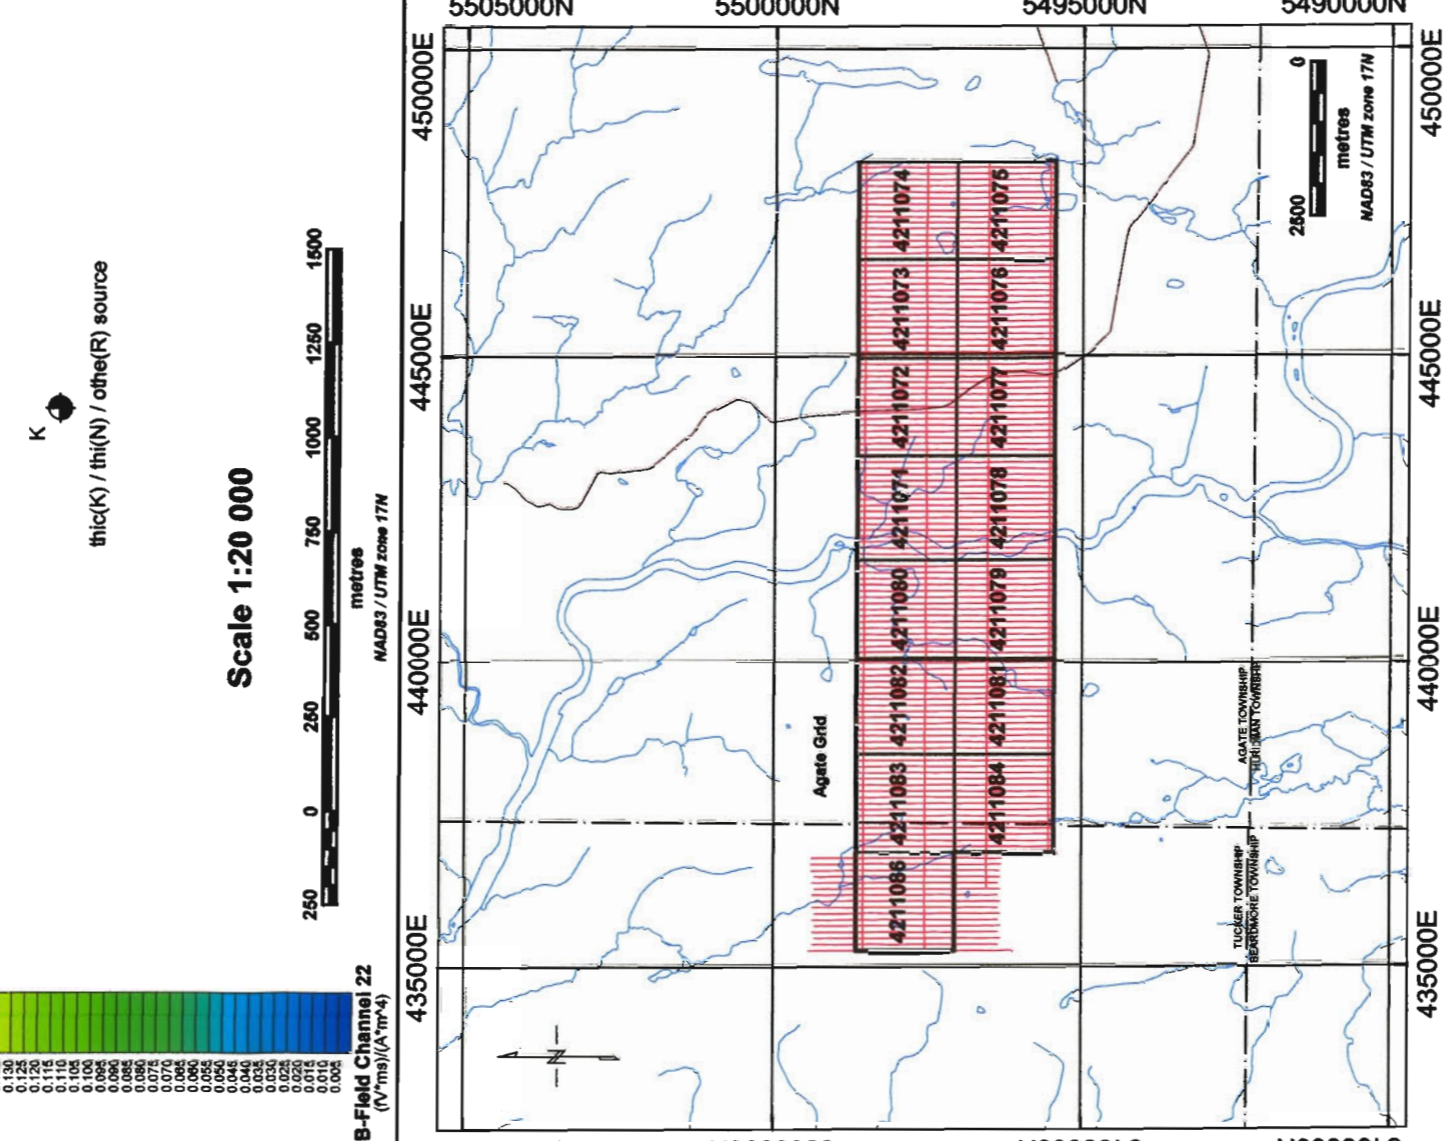 K
thic(K) / thi(N) / othe(R) source
Scale 1:20 000
250 0 250 500 750 1000 1250 1500
metres
NAD83 / UTM zone 17N
0.130
0.125
0.120
0.115
0.110
0.105
0.100
0.095
0.090
0.085
0.080
0.075
0.070
0.065
0.060
0.055
0.050
0.045
0.040
0.035
0.030
0.025
0.020
0.015
0.010
0.005
B-Field Channel 22
(fV*ms)/(A*m^4)
5505000N 5500000N 5495000N 5490000N
450000E
445000E
440000E
435000E
450000E
445000E
440000E
435000E
2500 0
metres
NAD83 / UTM zone 17N
Agate Grid
4211086 4211083 4211082 4211080 4211071 4211072 4211073 4211074
4211084 4211081 4211079 4211078 4211077 4211076 4211075
AGATE TOWNSHIP
TOWNSHIP
TUCKER TOWNSHIP
BEARDMORE TOWNSHIP
N